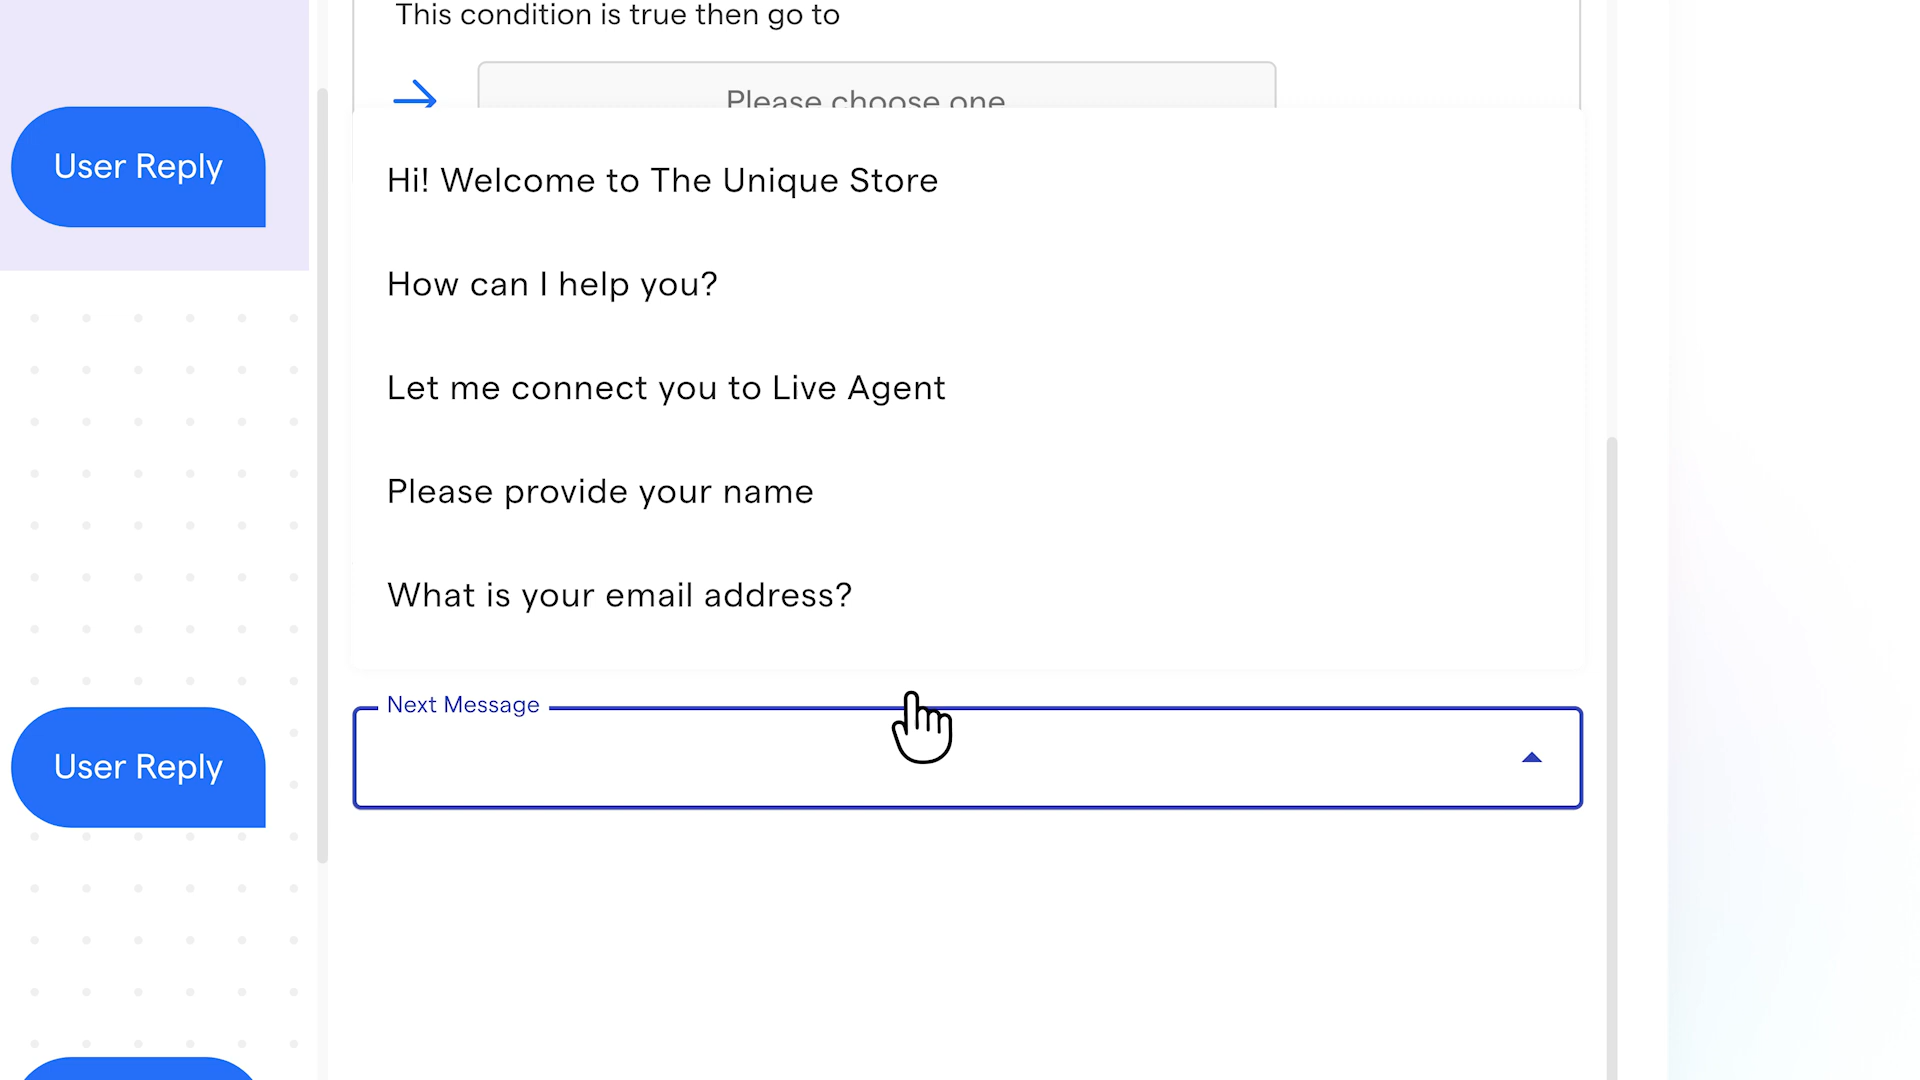 This condition is true then go to
Please choose one
User Reply
Hi! Welcome to The Unique Store
How can I help you?
Let me connect you to Live Agent
Please provide your name
What is your email address?
Next Message
User Reply